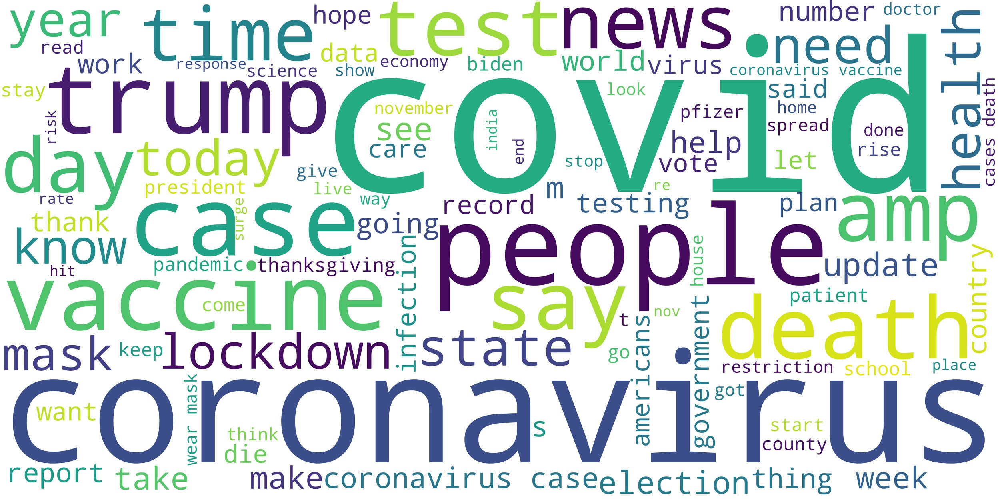 year
time
hope
test
news
number
doctor
health
read
work
response
science
data
show
economy
biden
world
virus
need
coronavirus vaccine
stay
trump
covid
november
see
care
india
end
look
pfizer
said
home
spread
done
rise
cases death
risk
help
vote
let
stop
day
today
president
give
live
way
rate
thank
surge
case
going
record
m
testing
re
plan
amp
know
people
pandemic
thanksgiving
hit
infection
house
update
country
vaccine
come
say
t
nov
patient
death
mask
keep
lockdown
state
go
americans
government
restriction
school
place
coronavirus
want
wear mask
think
die
s
got
start
county
report
take
make
coronavirus case
election
thing
week